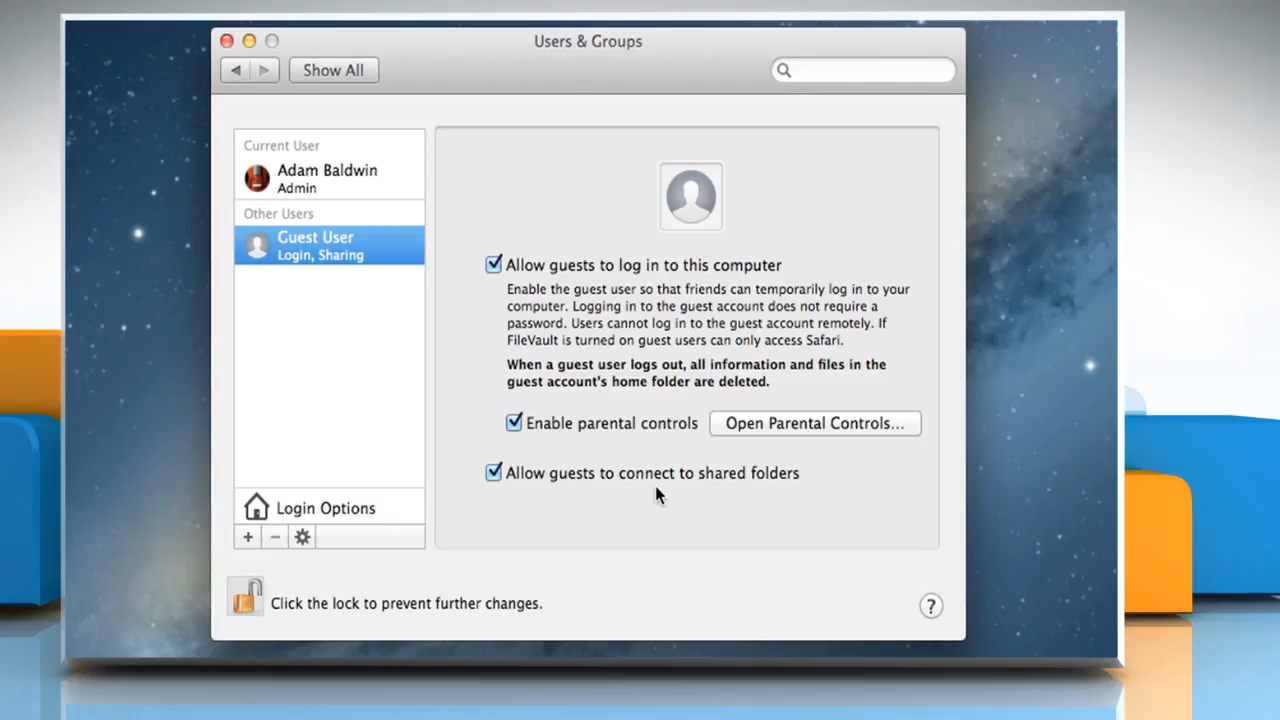 Users & Groups
Show All
Current User
Adam Baldwin
Admin
Other Users
Guest User
Login, Sharing
Allow guests to log in to this computer
Enable the guest user so that friends can temporarily log in to your
computer. Logging in to the guest account does not require a
password. Users cannot log in to the guest account remotely. If
FileVault is turned on guest users can only access Safari.
When a guest user logs out, all information and files in the
guest account's home folder are deleted.
Enable parental controls
Open Parental Controls...
Allow guests to connect to shared folders
Login Options
Click the lock to prevent further changes.
?